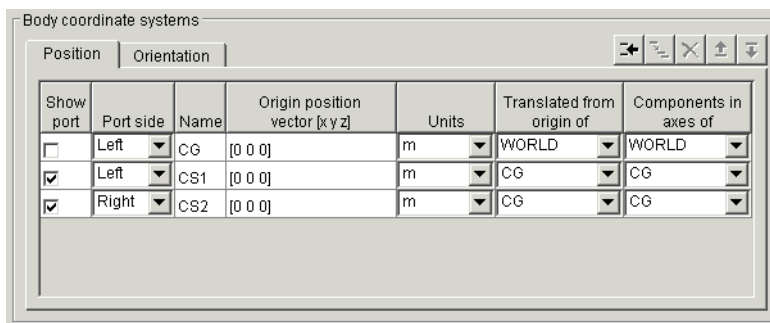 Body coordinate systems
Position Orientation
Show port Port side Name Origin position vector [x y z] Units Translated from origin of Components in axes of
Left CG [0 0 0] m WORLD WORLD
Left CS1 [0 0 0] m CG CG
Right CS2 [0 0 0] m CG CG